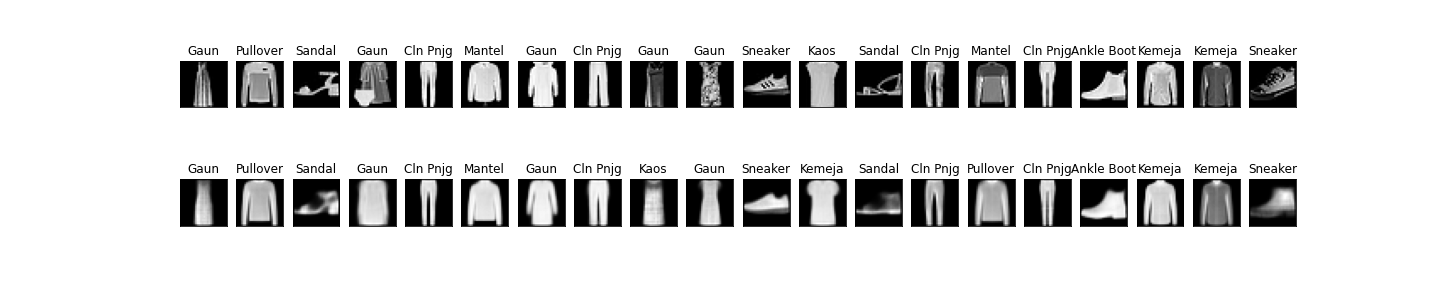 Gaun Pullover Sandal Gaun Cln Pnjg Mantel Gaun Cln Pnjg Gaun Gaun Sneaker Kaos Sandal Cln Pnjg Mantel Cln Pnjg Ankle Boot Kemeja Kemeja Sneaker
Gaun Pullover Sandal Gaun Cln Pnjg Mantel Gaun Cln Pnjg Kaos Gaun Sneaker Kemeja Sandal Cln Pnjg Pullover Cln Pnjg Ankle Boot Kemeja Kemeja Sneaker